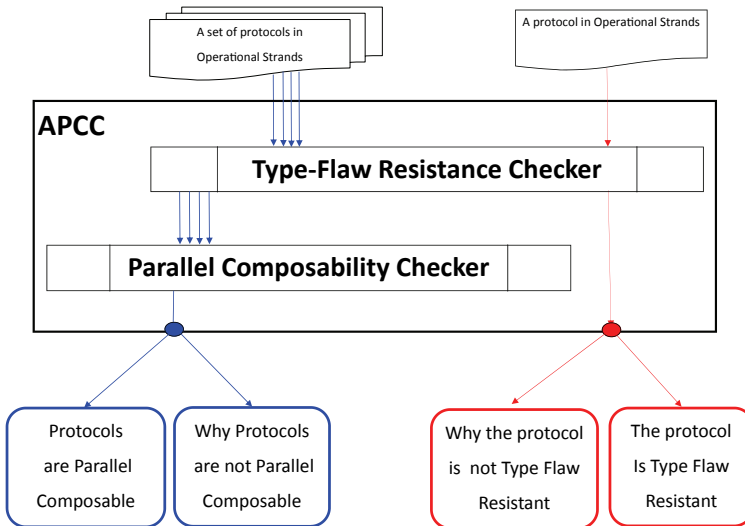 A set of protocols in
Operational Strands
A protocol in Operational Strands
APCC
Type-Flaw Resistance Checker
Parallel Composability Checker
Protocols
are Parallel
Composable
Why Protocols
are not Parallel
Composable
Why the protocol
is not Type Flaw
Resistant
The protocol
Is Type Flaw
Resistant